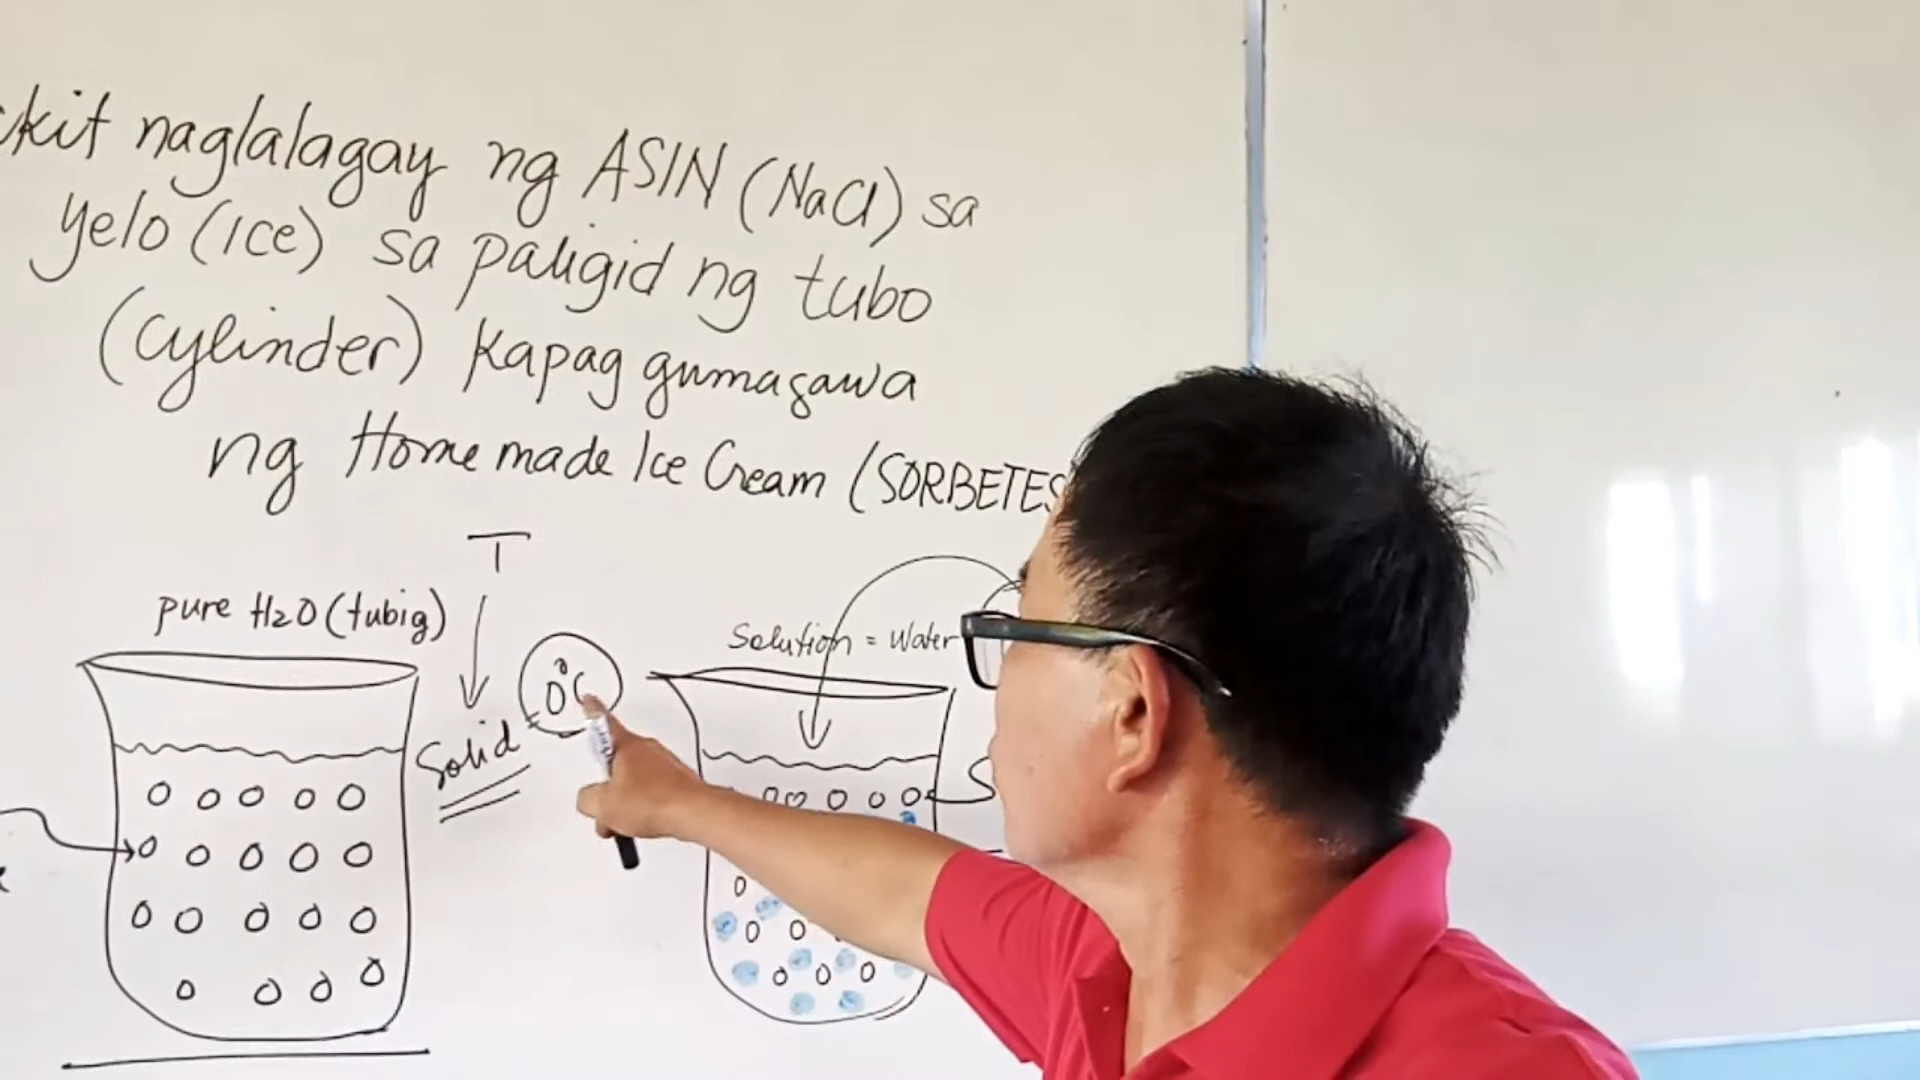 naglalagay ng ASIN (NaCl) sa
yelo (Ice) sa paligid ng tubo
(cylinder) kapag gumagawa
ng Home made Ice Cream (SORBETES
T
pure H2O (tubig)
Solution = Water
0°C
Solid =